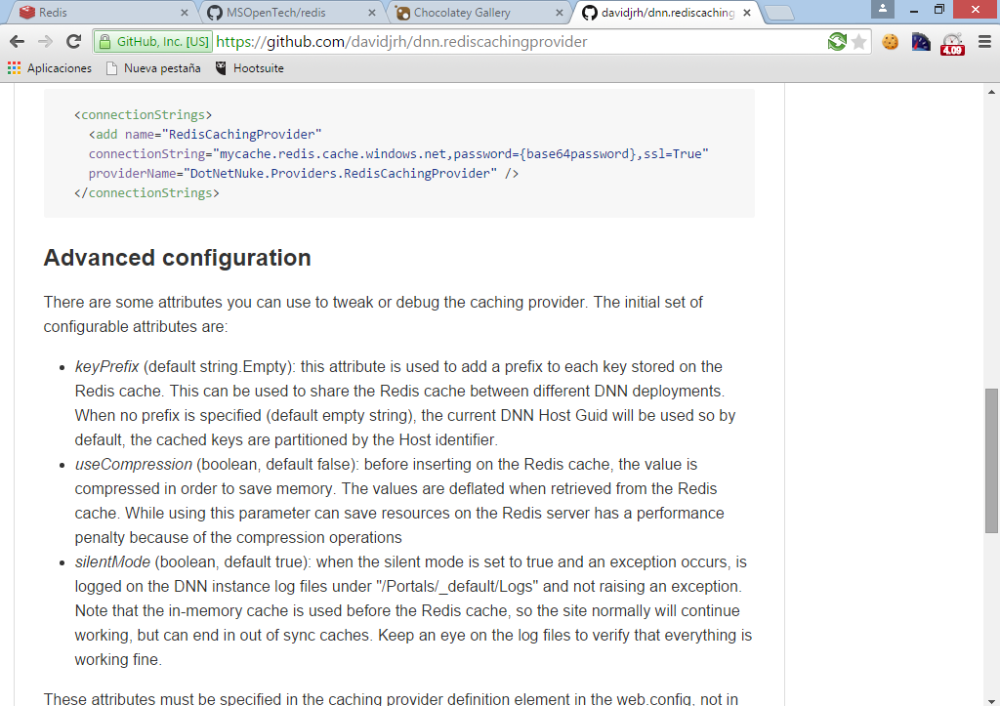 Redis
MSOpenTech/redis
Chocolatey Gallery
davidjrh/dnn.rediscaching
GitHub, Inc. [US]
https://github.com/davidjrh/dnn.rediscachingprovider
4.09
Aplicaciones
Nueva pestaña
Hootsuite
<connectionStrings>
<add name="RedisCachingProvider"
connectionString="mycache.redis.cache.windows.net,password={base64password},ssl=True"
providerName="DotNetNuke.Providers.RedisCachingProvider" />
</connectionStrings>
Advanced configuration
There are some attributes you can use to tweak or debug the caching provider. The initial set of
configurable attributes are:
• keyPrefix (default string.Empty): this attribute is used to add a prefix to each key stored on the
Redis cache. This can be used to share the Redis cache between different DNN deployments.
When no prefix is specified (default empty string), the current DNN Host Guid will be used so by
default, the cached keys are partitioned by the Host identifier.
• useCompression (boolean, default false): before inserting on the Redis cache, the value is
compressed in order to save memory. The values are deflated when retrieved from the Redis
cache. While using this parameter can save resources on the Redis server has a performance
penalty because of the compression operations
• silentMode (boolean, default true): when the silent mode is set to true and an exception occurs, is
logged on the DNN instance log files under "/Portals/_default/Logs" and not raising an exception.
Note that the in-memory cache is used before the Redis cache, so the site normally will continue
working, but can end in out of sync caches. Keep an eye on the log files to verify that everything is
working fine.
These attributes must be specified in the caching provider definition element in the web.config, not in